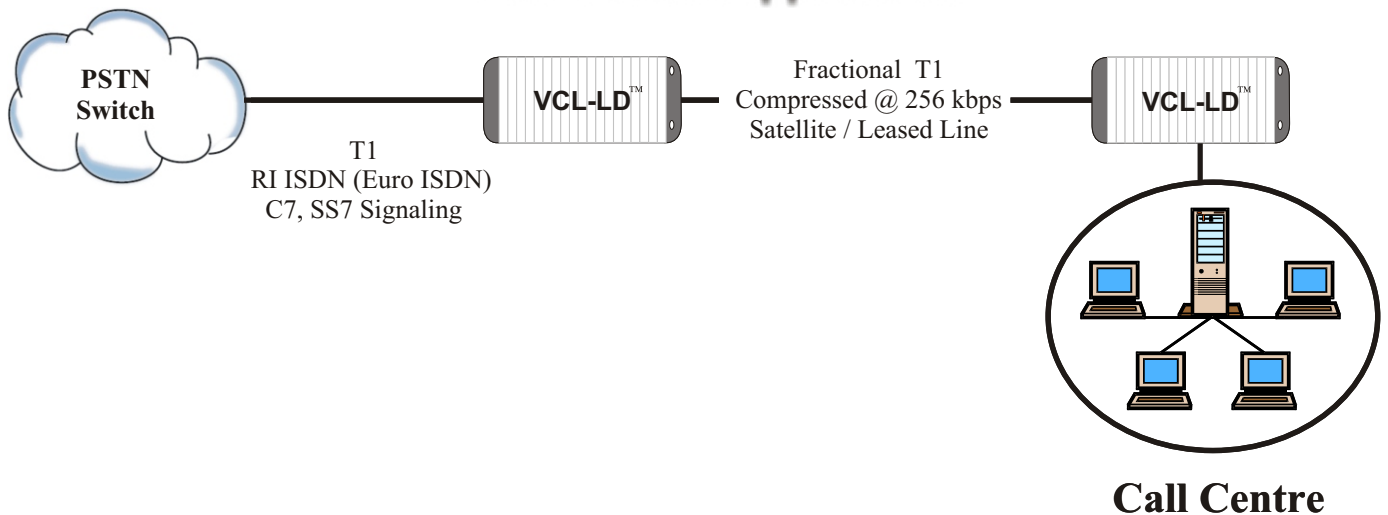 PSTN
Switch
T1
RI ISDN (Euro ISDN)
C7, SS7 Signaling
VCL-LD™
Fractional T1
Compressed @ 256 kbps
Satellite / Leased Line
VCL-LD™
Call Centre